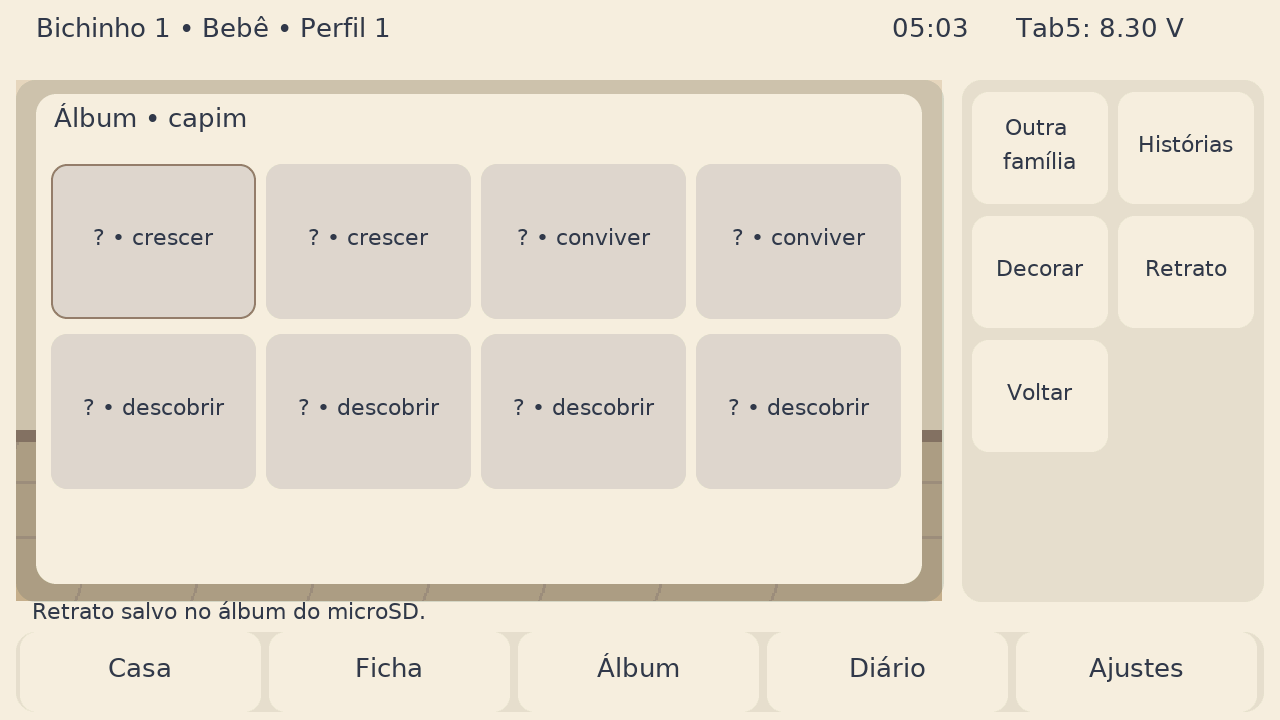 Bichinho 1 • Bebê • Perfil 1
05:03
Tab5: 8.30 V
Álbum • capim
? • crescer
? • crescer
? • conviver
? • conviver
? • descobrir
? • descobrir
? • descobrir
? • descobrir
Outra
família
Histórias
Decorar
Retrato
Voltar
Retrato salvo no álbum do microSD.
Casa
Ficha
Álbum
Diário
Ajustes